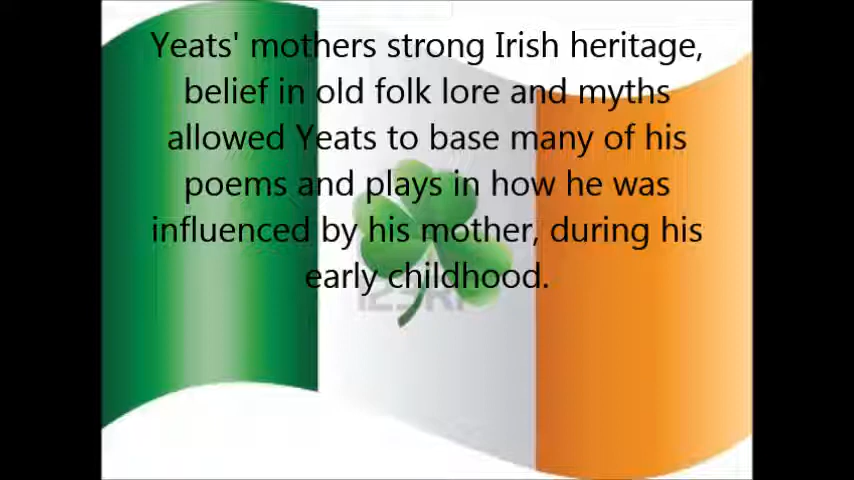 Yeats' mothers strong Irish heritage,
belief in old folk lore and myths
allowed Yeats to base many of his
poems and plays in how he was
influenced by his mother, during his
early childhood.